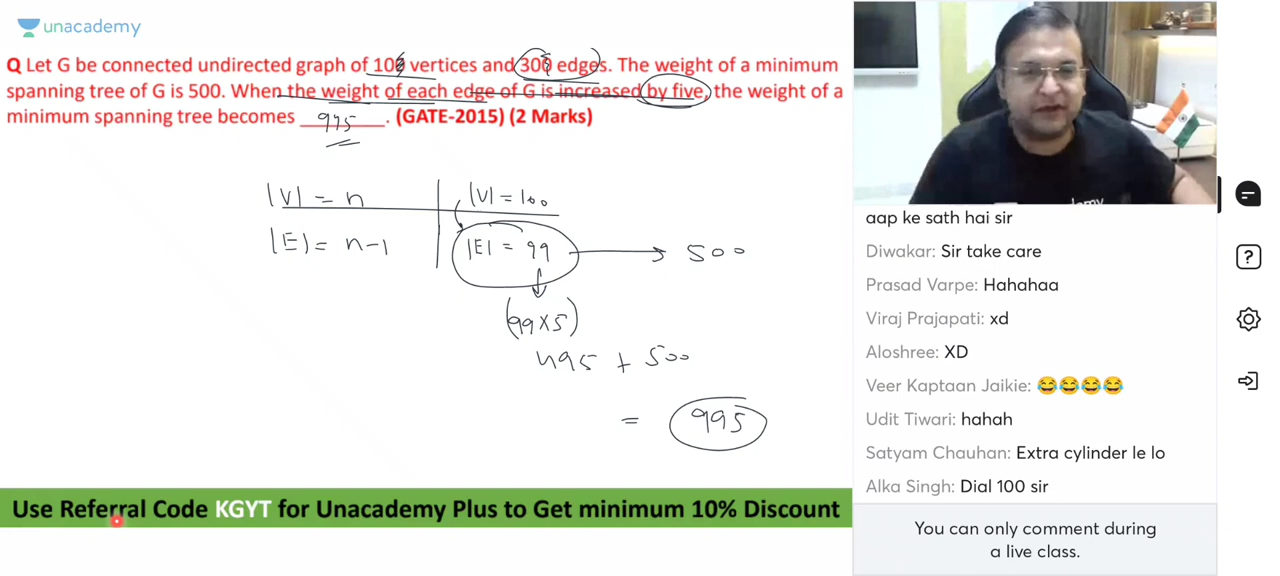 unacademy
Q Let G be connected undirected graph of 100 vertices and 300 edges. The weight of a minimum
spanning tree of G is 500. When the weight of each edge of G is increased by five, the weight of a
minimum spanning tree becomes 995. (GATE-2015) (2 Marks)
|V| = n |V| = 100
|E| = n-1 |E| = 99 → 500
(99×5)
495 + 500
= 995
Use Referral Code KGYT for Unacademy Plus to Get minimum 10% Discount
aap ke sath hai sir
Diwakar: Sir take care
Prasad Varpe: Hahahaa
Viraj Prajapati: xd
Aloshree: XD
Veer Kaptaan Jaikie: 😂😂😂😂
Udit Tiwari: hahah
Satyam Chauhan: Extra cylinder le lo
Alka Singh: Dial 100 sir
You can only comment during
a live class.